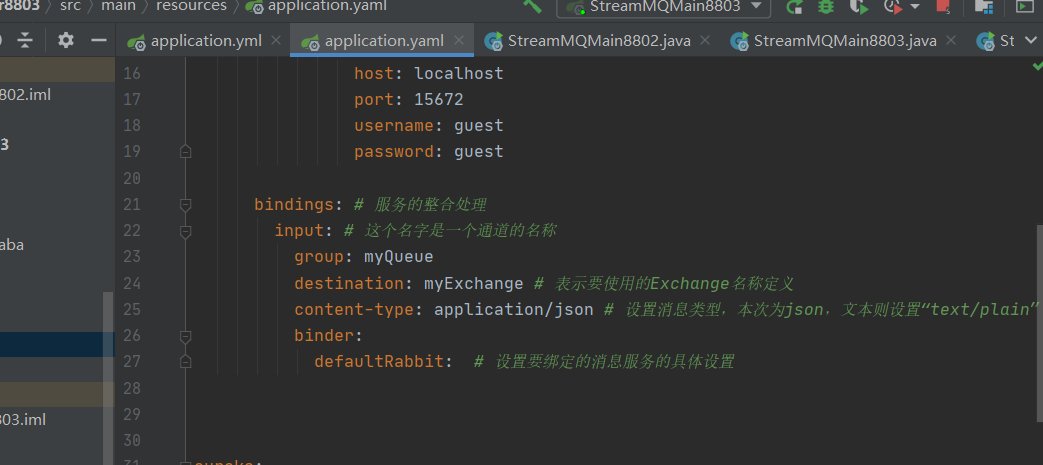 r8803 〉 src 〉 main 〉 resources 〉 application.yaml
StreamMQMain8803
application.yml × application.yaml × StreamMQMain8802.java × StreamMQMain8803.java × St
802.iml
3
aba
803.iml
16 host: localhost
17 port: 15672
18 username: guest
19 password: guest
20
21 bindings: # 服务的整合处理
22 input: # 这个名字是一个通道的名称
23 group: myQueue
24 destination: myExchange # 表示要使用的Exchange名称定义
25 content-type: application/json # 设置消息类型，本次为json，文本则设置“text/plain”
26 binder:
27 defaultRabbit: # 设置要绑定的消息服务的具体设置
28
29
30